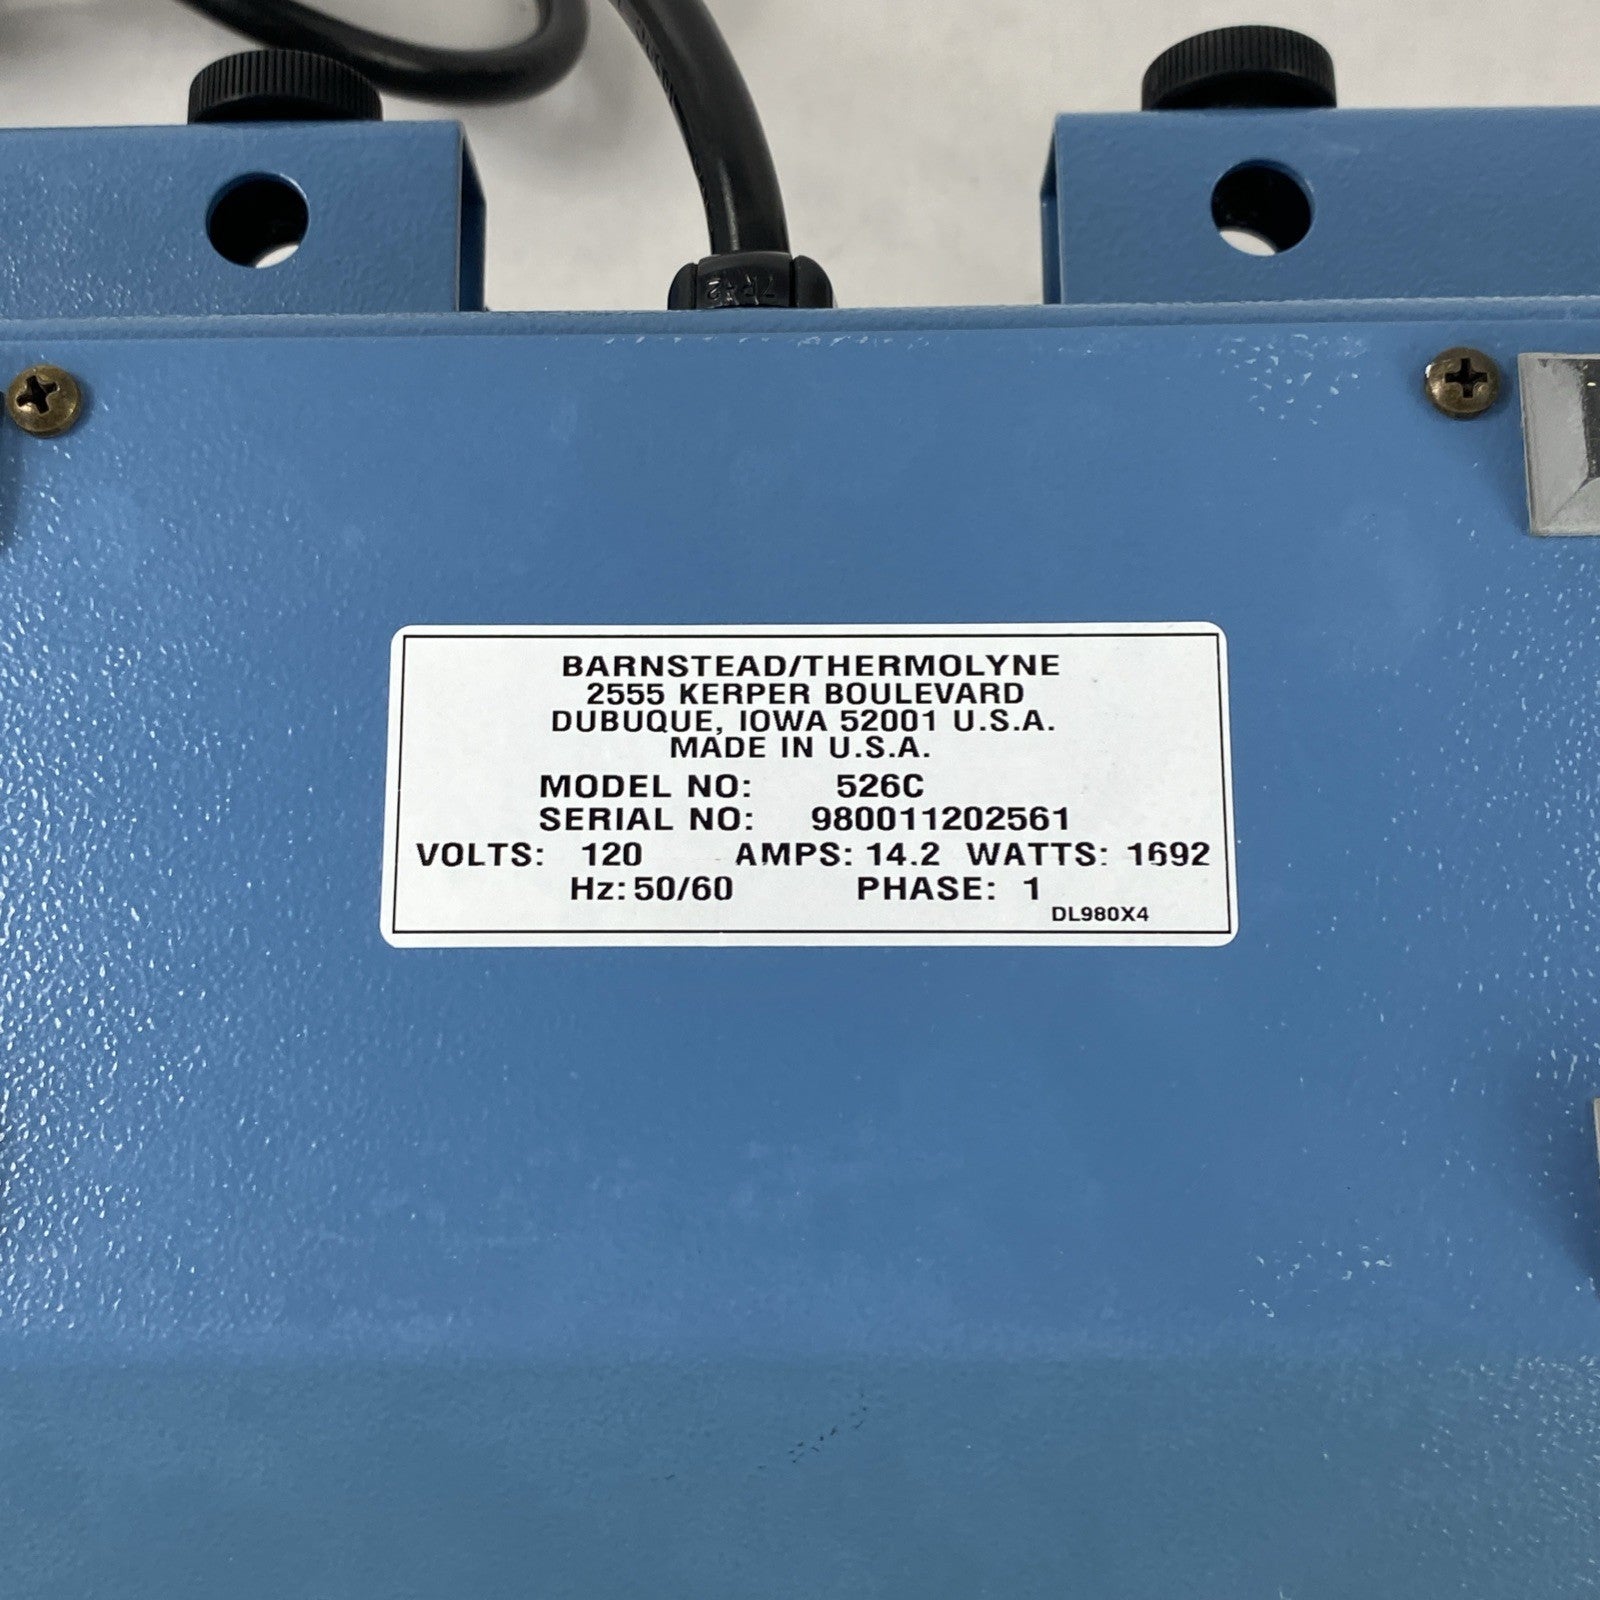 BARNSTEAD/THERMOLYNE
2555 KERPER BOULEVARD
DUBUQUE, IOWA 52001 U.S.A.
MADE IN U.S.A.
MODEL NO: 526C
SERIAL NO: 980011202561
VOLTS: 120 AMPS: 14.2 WATTS: 1692
Hz: 50/60 PHASE: 1
DL980X4